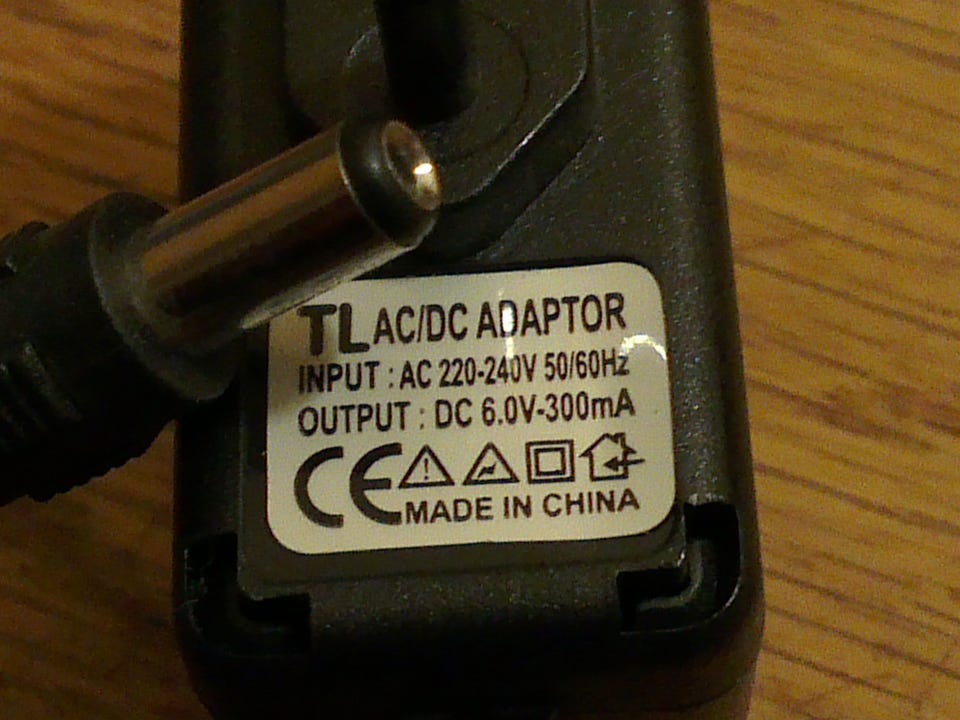 TL AC/DC ADAPTOR
INPUT : AC 220-240V 50/60Hz
OUTPUT : DC 6.0V-300mA
CE
MADE IN CHINA